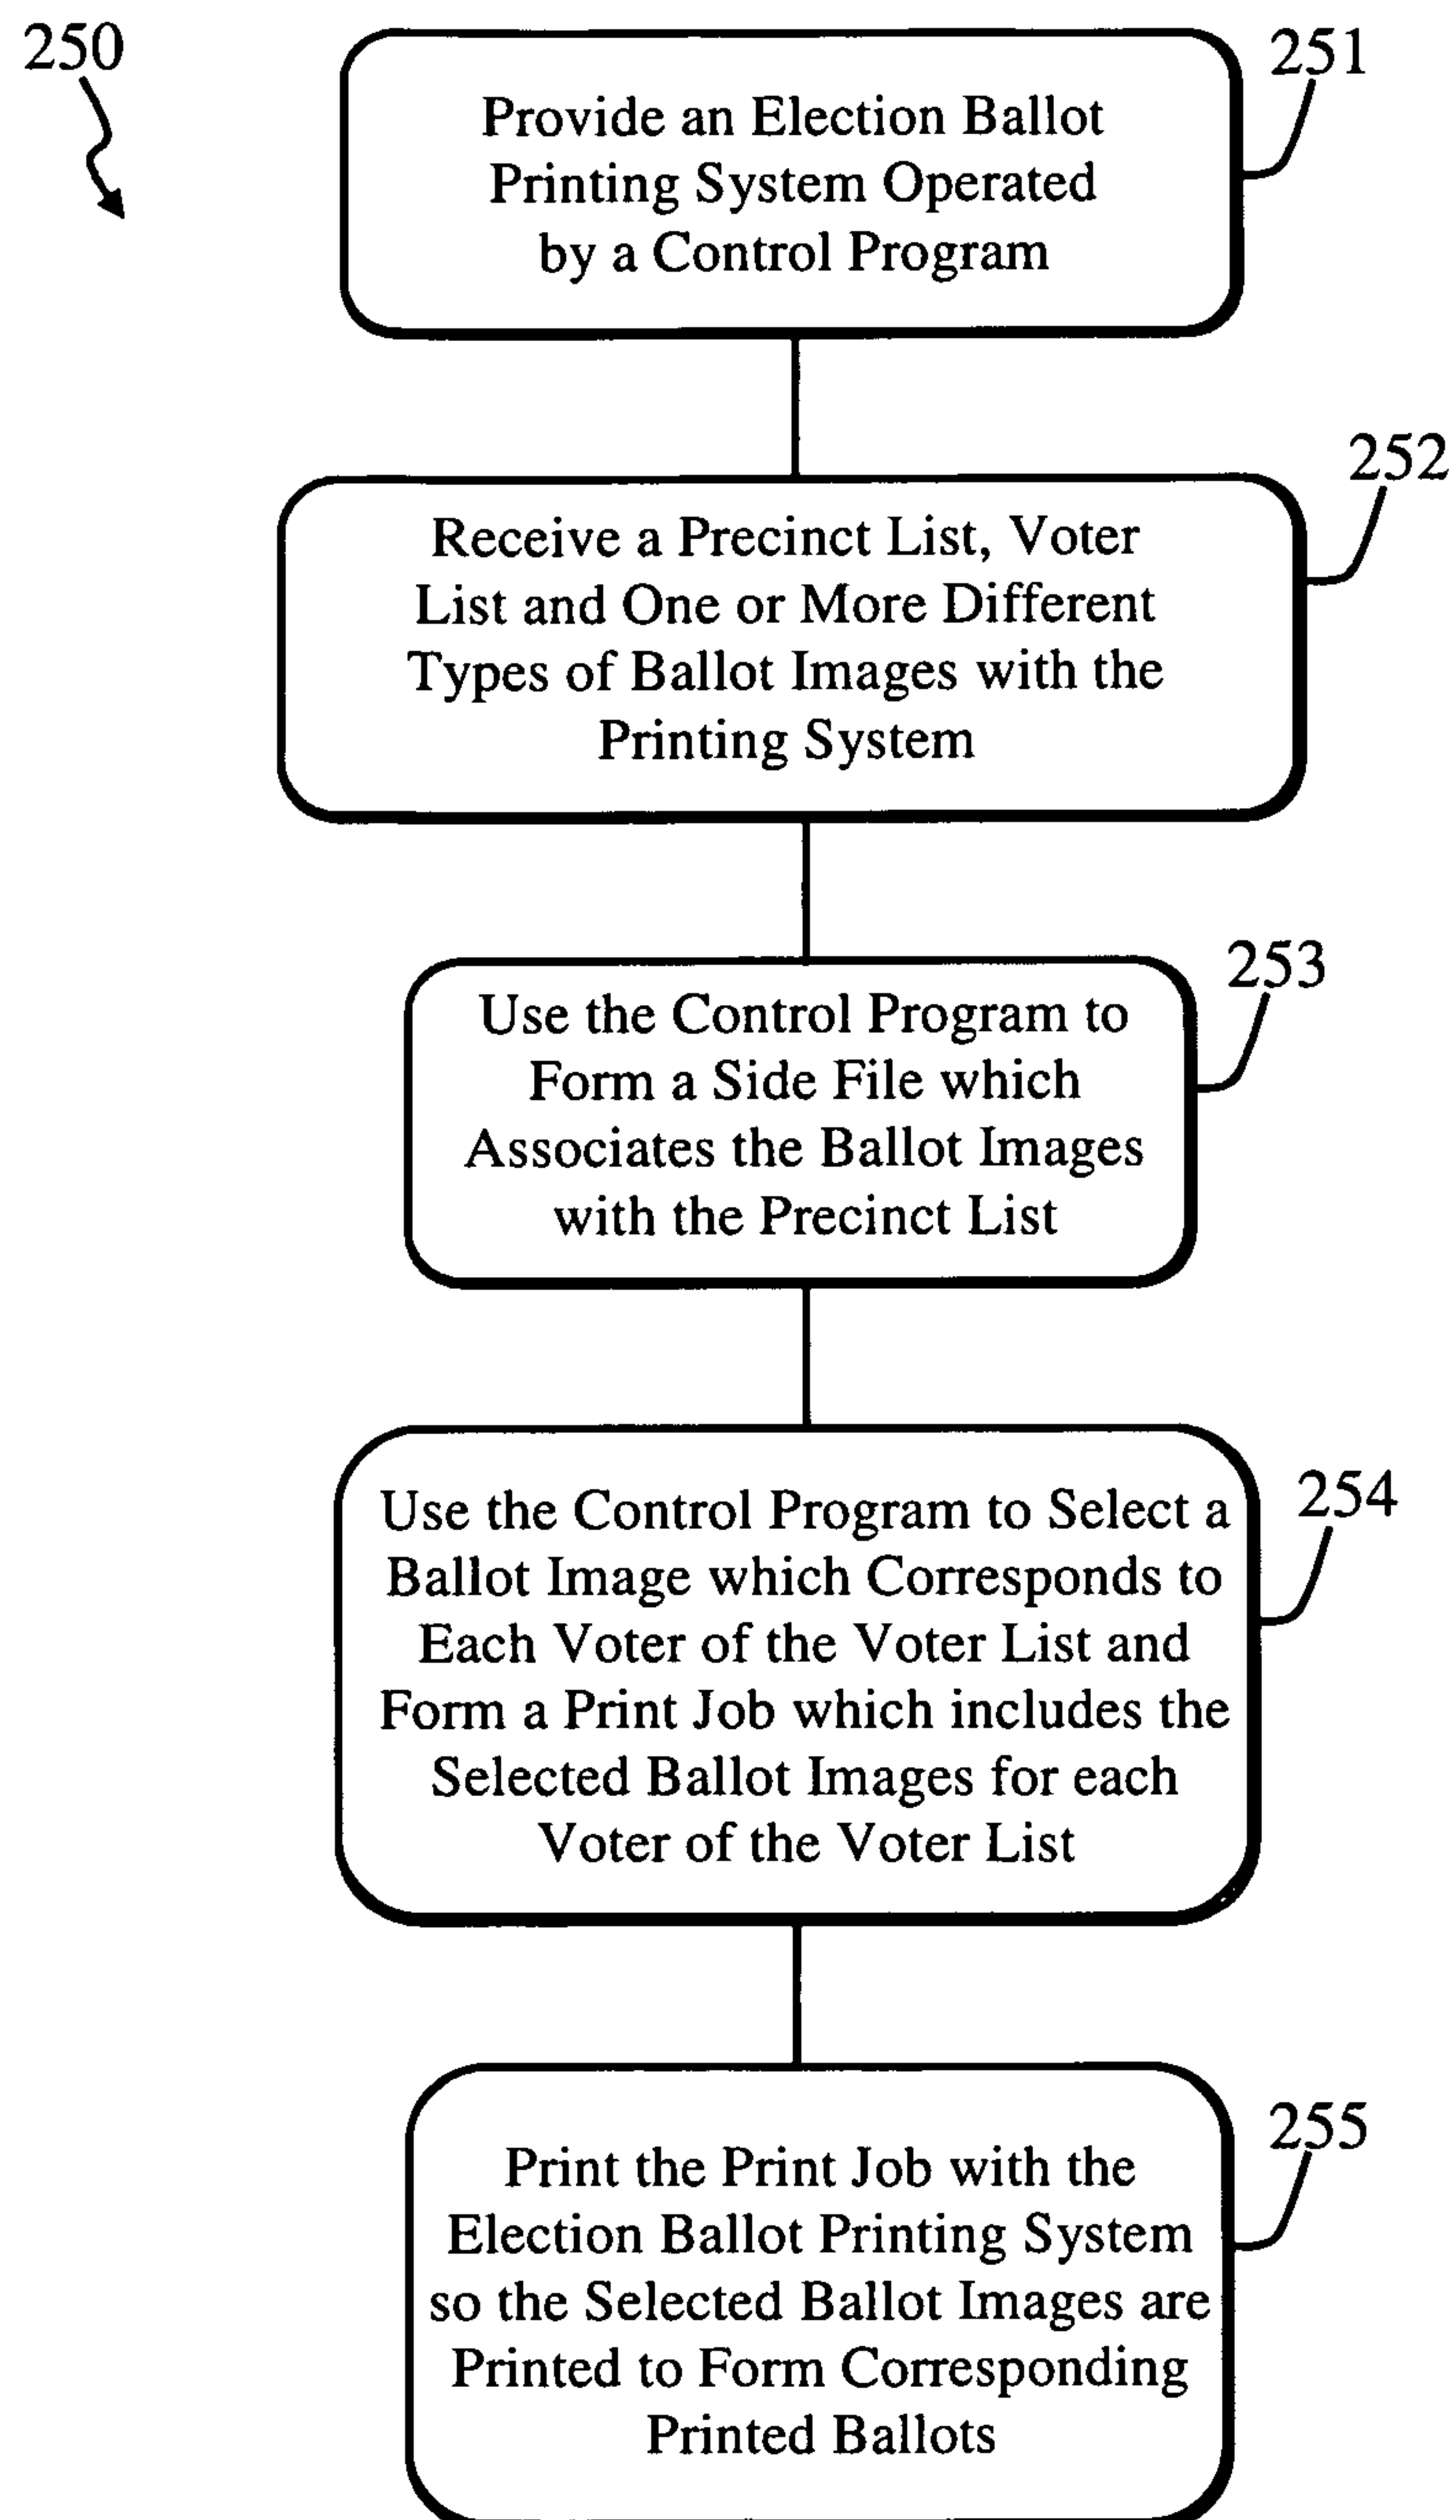 250
251
Provide an Election Ballot
Printing System Operated
by a Control Program
252
Receive a Precinct List, Voter
List and One or More Different
Types of Ballot Images with the
Printing System
253
Use the Control Program to
Form a Side File which
Associates the Ballot Images
with the Precinct List
254
Use the Control Program to Select a
Ballot Image which Corresponds to
Each Voter of the Voter List and
Form a Print Job which includes the
Selected Ballot Images for each
Voter of the Voter List
255
Print the Print Job with the
Election Ballot Printing System
so the Selected Ballot Images are
Printed to Form Corresponding
Printed Ballots